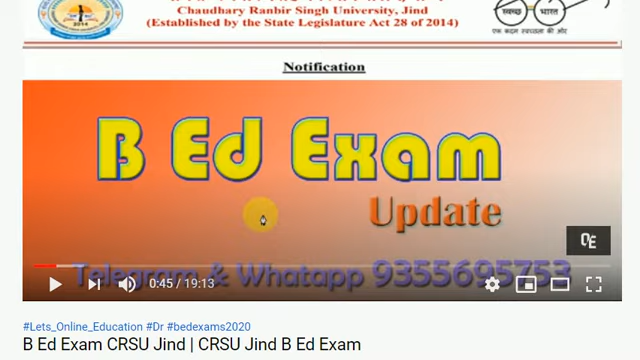 Chaudhary Ranbir Singh University, Jind
(Established by the State Legislature Act 28 of 2014)
2014
स्वच्छ भारत
एक कदम स्वच्छता की ओर
Notification
B Ed Exam
Update
OE
Telegram & Whatapp 9355695753
0:45 / 19:13
#Lets_Online_Education #Dr #bedexams2020
B Ed Exam CRSU Jind | CRSU Jind B Ed Exam